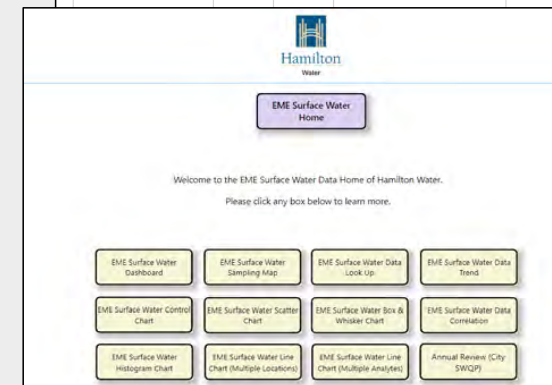 Hamilton
Water
EME Surface Water
Home
Welcome to the EME Surface Water Data Home of Hamilton Water.
Please click any box below to learn more.
EME Surface Water
Dashboard
EME Surface Water
Sampling Map
EME Surface Water Data
Look Up
EME Surface Water Data
Trend
EME Surface Water Control
Chart
EME Surface Water Scatter
Chart
EME Surface Water Box &
Whisker Chart
EME Surface Water Data
Correlation
EME Surface Water
Histogram Chart
EME Surface Water Line
Chart (Multiple Locations)
EME Surface Water Line
Chart (Multiple Analytes)
Annual Review (City
SWQP)